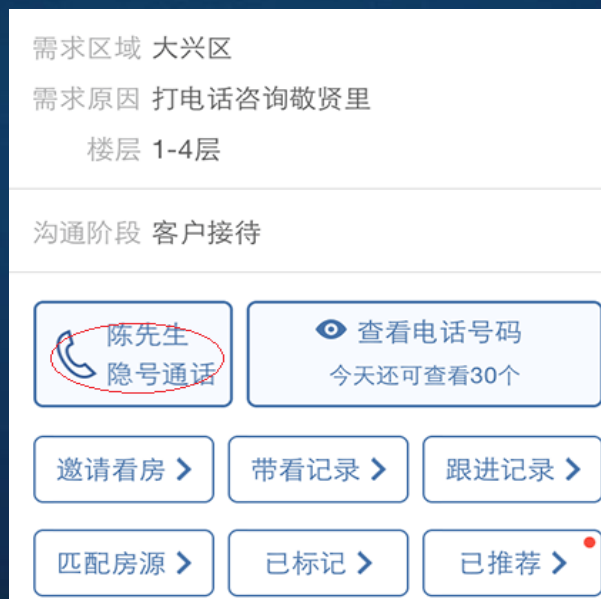 需求区域 大兴区
需求原因 打电话咨询敬贤里
楼层 1-4层
沟通阶段 客户接待
陈先生
隐号通话
查看电话号码
今天还可查看30个
邀请看房
带看记录
跟进记录
匹配房源
已标记
已推荐